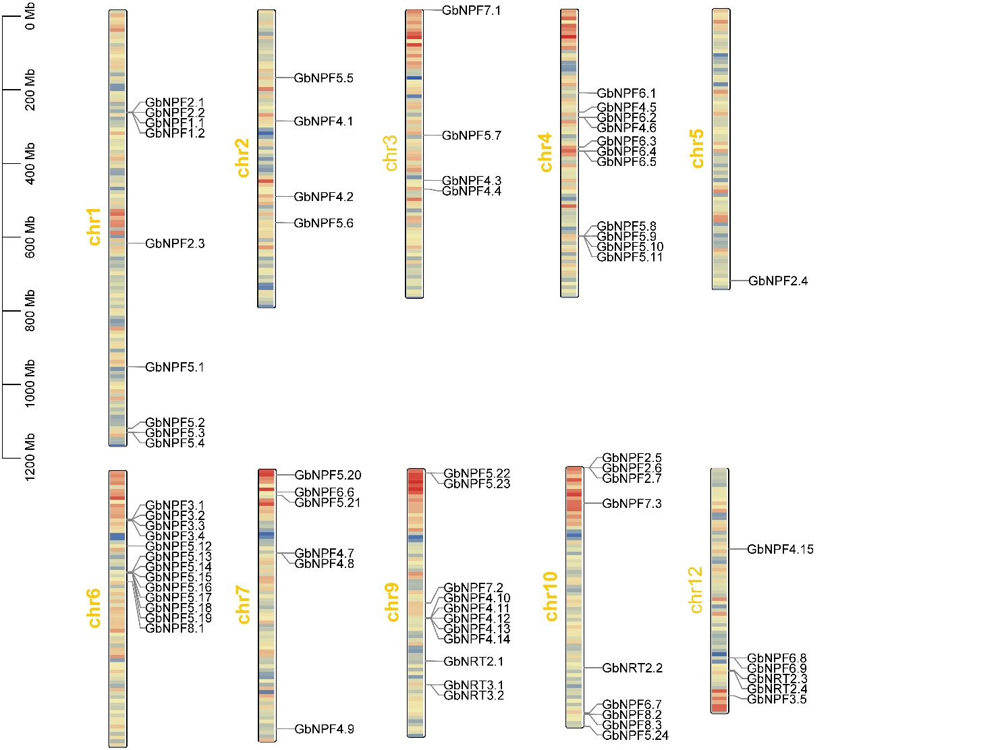 0 Mb
200 Mb
400 Mb
600 Mb
800 Mb
1000 Mb
1200 Mb
chr1
GbNPF2.1
GbNPF2.2
GbNPF1.1
GbNPF1.2
GbNPF2.3
GbNPF5.1
GbNPF5.2
GbNPF5.3
GbNPF5.4
chr2
GbNPF5.5
GbNPF4.1
GbNPF4.2
GbNPF5.6
chr3
GbNPF7.1
GbNPF5.7
GbNPF4.3
GbNPF4.4
chr4
GbNPF6.1
GbNPF4.5
GbNPF6.2
GbNPF4.6
GbNPF6.3
GbNPF6.4
GbNPF6.5
GbNPF5.8
GbNPF5.9
GbNPF5.10
GbNPF5.11
chr5
GbNPF2.4
chr6
GbNPF3.1
GbNPF3.2
GbNPF3.3
GbNPF3.4
GbNPF5.12
GbNPF5.13
GbNPF5.14
GbNPF5.15
GbNPF5.16
GbNPF5.17
GbNPF5.18
GbNPF5.19
GbNPF8.1
chr7
GbNPF5.20
GbNPF6.6
GbNPF5.21
GbNPF4.7
GbNPF4.8
GbNPF4.9
chr9
GbNPF5.22
GbNPF5.23
GbNPF7.2
GbNPF4.10
GbNPF4.11
GbNPF4.12
GbNPF4.13
GbNPF4.14
GbNRT2.1
GbNRT3.1
GbNRT3.2
chr10
GbNPF2.5
GbNPF2.6
GbNPF2.7
GbNPF7.3
GbNRT2.2
GbNPF6.7
GbNPF8.2
GbNPF8.3
GbNPF5.24
chr12
GbNPF4.15
GbNPF6.8
GbNPF6.9
GbNRT2.3
GbNRT2.4
GbNPF3.5